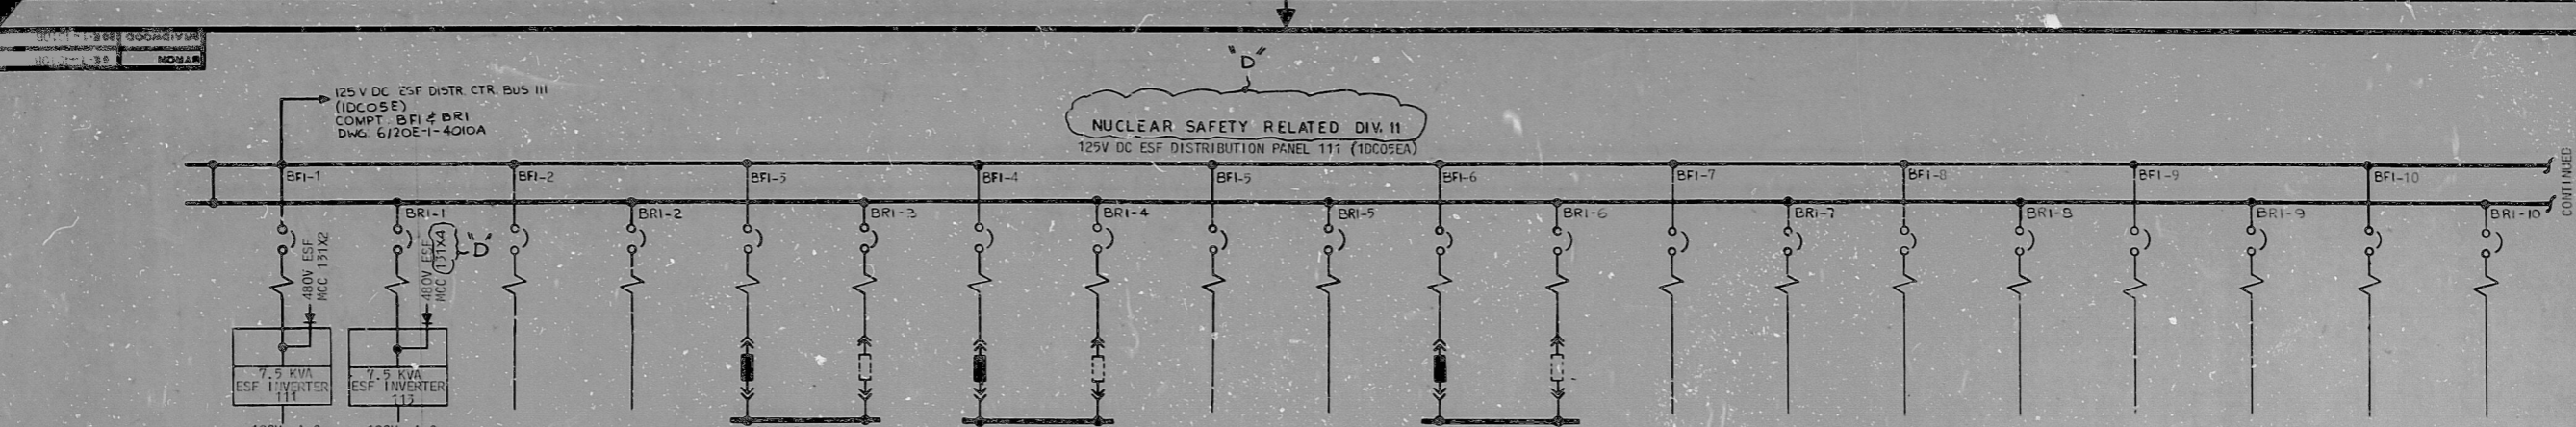 BRAIDWOOD
BYRON
"D"
125 V DC ESF DISTR. CTR. BUS 111
(1DC05E)
COMPT. BF1 & BR1
DWG. 6/20E-1-4010A
NUCLEAR SAFETY RELATED DIV. 11
125V DC ESF DISTRIBUTION PANEL 111 (1DC05EA)
BF1-1
BF1-2
BF1-3
BF1-4
BF1-5
BF1-6
BF1-7
BF1-8
BF1-9
BF1-10
CONTINUED
BR1-1
BR1-2
BR1-3
BR1-4
BR1-5
BR1-6
BR1-7
BR1-8
BR1-9
BR1-10
480V ESF
MCC 131X2
480V ESF
MCC 131X4
"D"
7.5 KVA
ESF INVERTER
111
7.5 KVA
ESF INVERTER
113